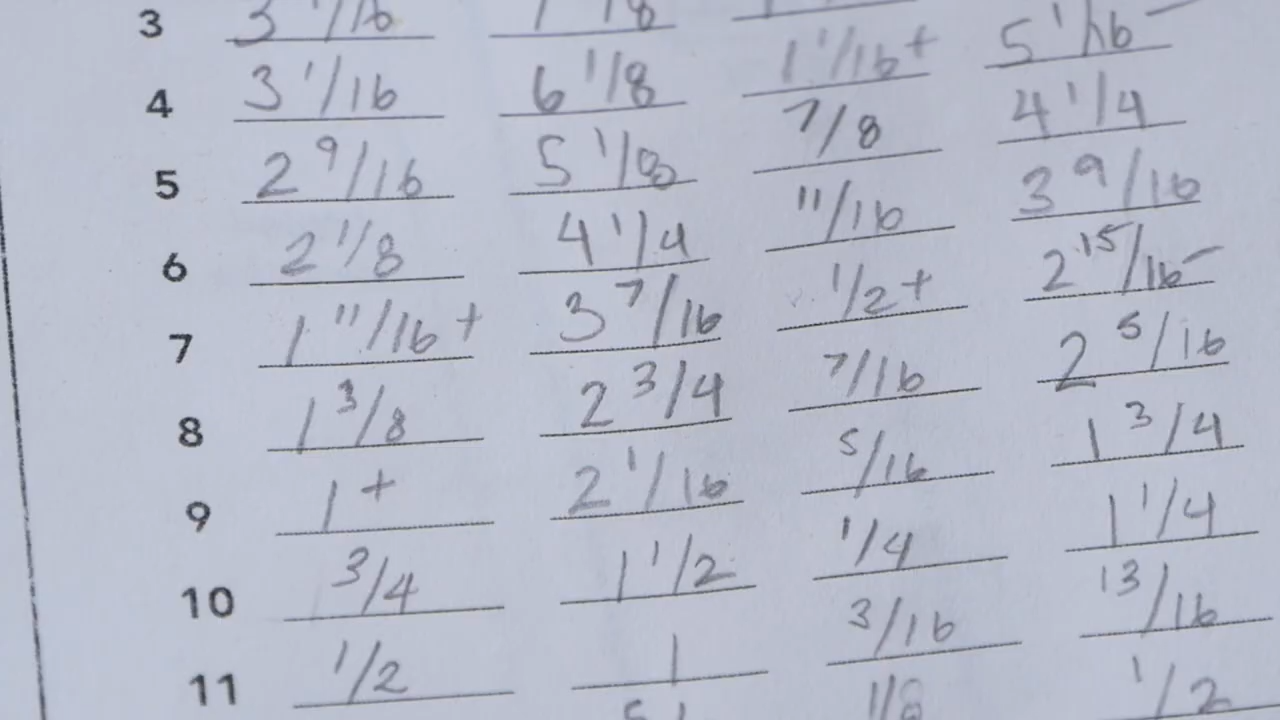 3
4 3 1/16 6 1/8 1 1/16+ 5 1/16-
5 2 9/16 5 1/8 7/8 4 1/4
6 2 1/8 4 1/4 11/16 3 9/16
7 1 11/16+ 3 7/16 1/2+ 2 15/16-
8 1 3/8 2 3/4 7/16 2 5/16
9 1+ 2 1/16 5/16 1 3/4
10 3/4 1 1/2 1/4 1 1/4
11 1/2 1 3/16 13/16
1/8 1/2